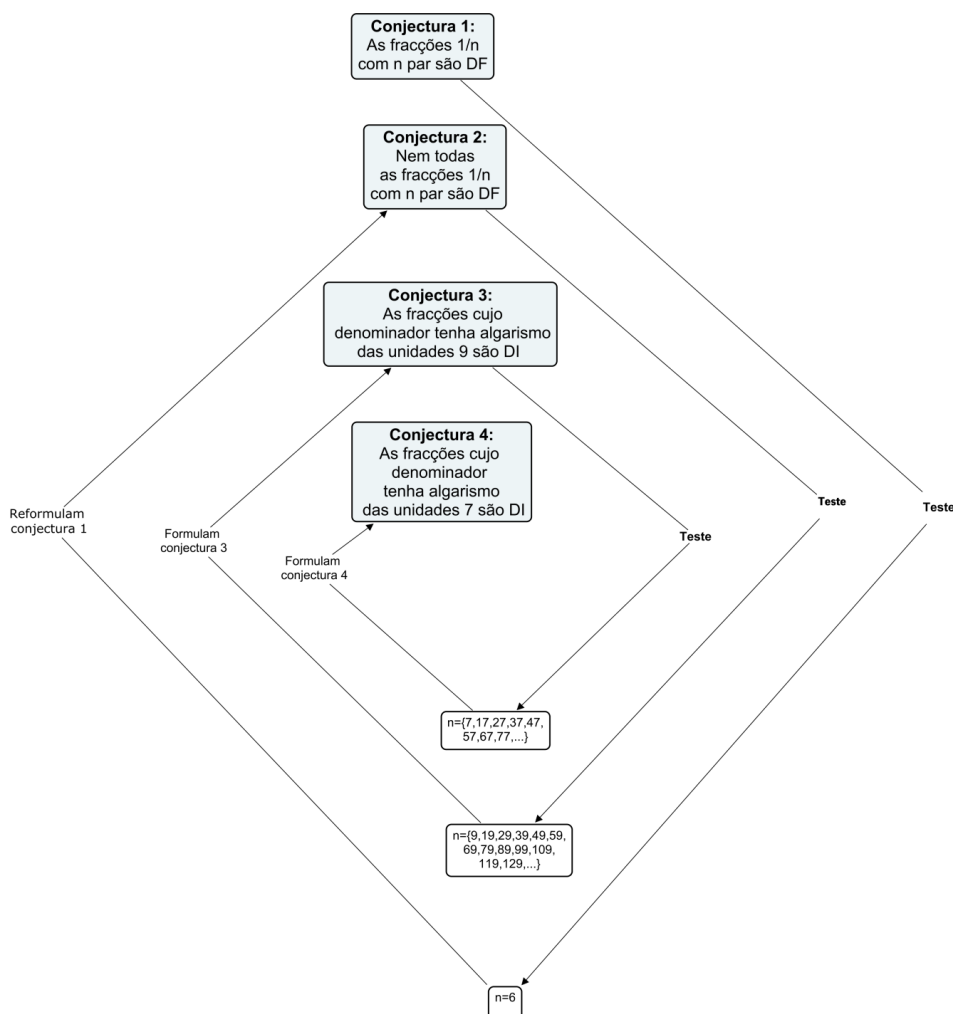 Conjectura 1:
As fracções 1/n
com n par são DF
Conjectura 2:
Nem todas
as fracções 1/n
com n par são DF
Conjectura 3:
As fracções cujo
denominador tenha algarismo
das unidades 9 são DI
Conjectura 4:
As fracções cujo
denominador
tenha algarismo
das unidades 7 são DI
Reformulam
conjectura 1
Formulam
conjectura 3
Formulam
conjectura 4
Teste
Teste
Teste
n={7,17,27,37,47,
57,67,77,...}
n={9,19,29,39,49,59,
69,79,89,99,109,
119,129,...}
n=6